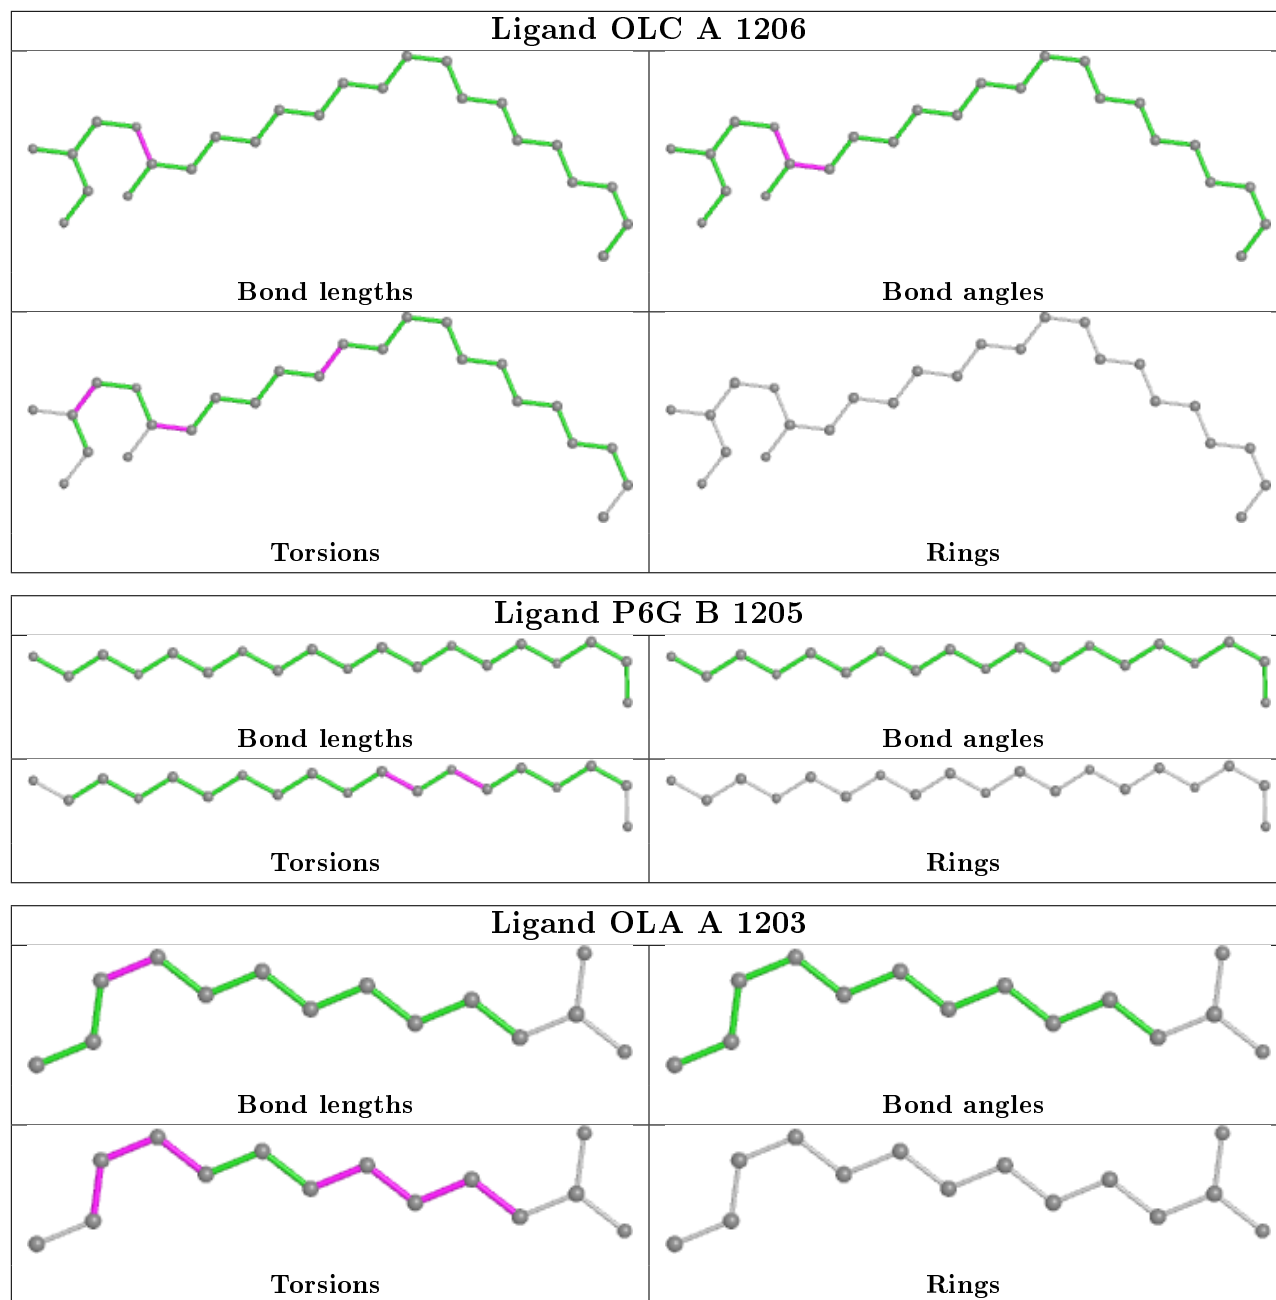 Ligand OLC A 1206
Bond lengths
Bond angles
Torsions
Rings
Ligand P6G B 1205
Bond lengths
Bond angles
Torsions
Rings
Ligand OLA A 1203
Bond lengths
Bond angles
Torsions
Rings